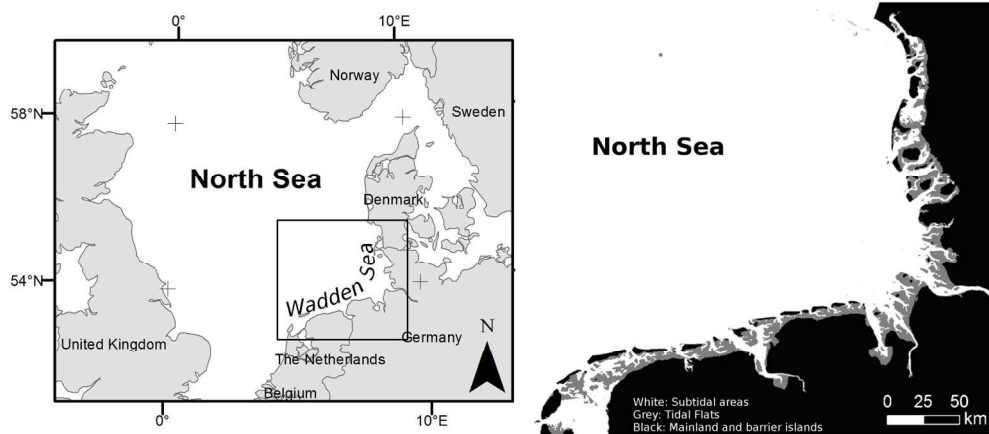 0° 10°E
Norway
58°N
Sweden
North Sea
Denmark
54°N
Wadden Sea
N
United Kingdom
Germany
The Netherlands
Belgium
0° 10°E
North Sea
White: Subtidal areas
Grey: Tidal Flats
Black: Mainland and barrier islands
0 25 50
km